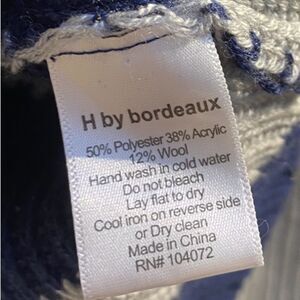 H by bordeaux
50% Polyester 38% Acrylic
12% Wool
Hand wash in cold water
Do not bleach
Lay flat to dry
Cool iron on reverse side
or Dry clean
Made in China
RN# 104072